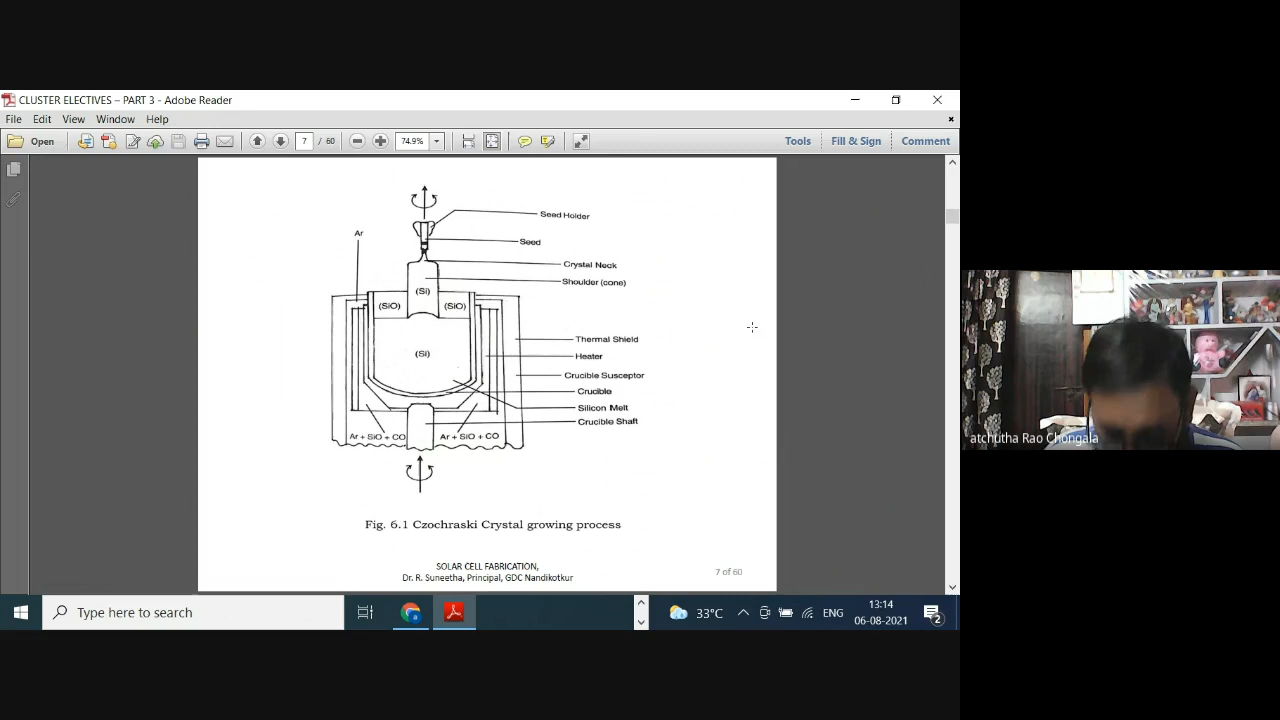 CLUSTER ELECTIVES – PART 3 - Adobe Reader
File Edit View Window Help
Open 7 / 60 74.9% Tools Fill & Sign Comment
Seed Holder
Ar
Seed
Crystal Neck
Shoulder (cone)
(Si)
(SiO) (SiO)
Thermal Shield
(Si)
Heater
Crucible Susceptor
Crucible
Silicon Melt
Crucible Shaft
Ar + SiO + CO Ar + SiO + CO
Fig. 6.1 Czochraski Crystal growing process
SOLAR CELL FABRICATION,
Dr. R. Suneetha, Principal, GDC Nandikotkur
7 of 60
atchutha Rao Chongala
Type here to search
33°C ENG 13:14
06-08-2021
2